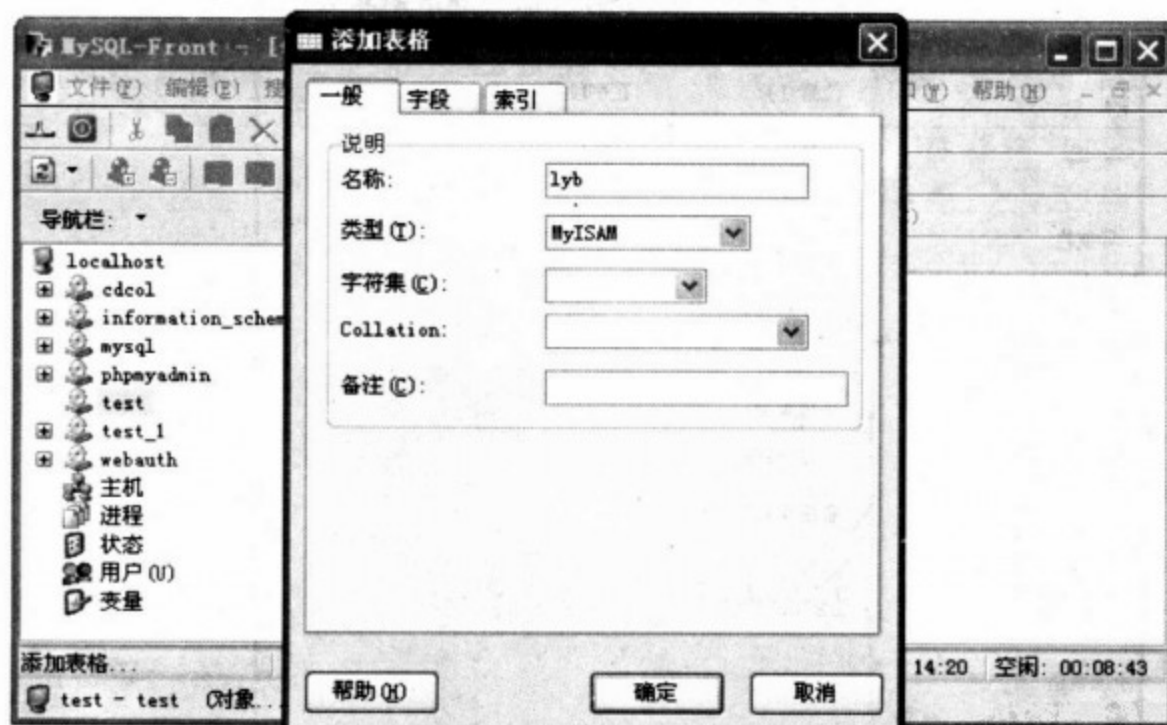 MySQL-Front - [
文件(F) 编辑(E) 搜
帮助(H)
导航栏:
localhost
cdcol
information_schem
mysql
phpmyadmin
test
test_1
webauth
主机
进程
状态
用户(U)
变量
添加表格...
test - test (对象...
添加表格
一般 字段 索引
说明
名称: lyb
类型(T): MyISAM
字符集(C):
Collation:
备注(C):
帮助(H) 确定 取消
14:20 空闲: 00:08:43